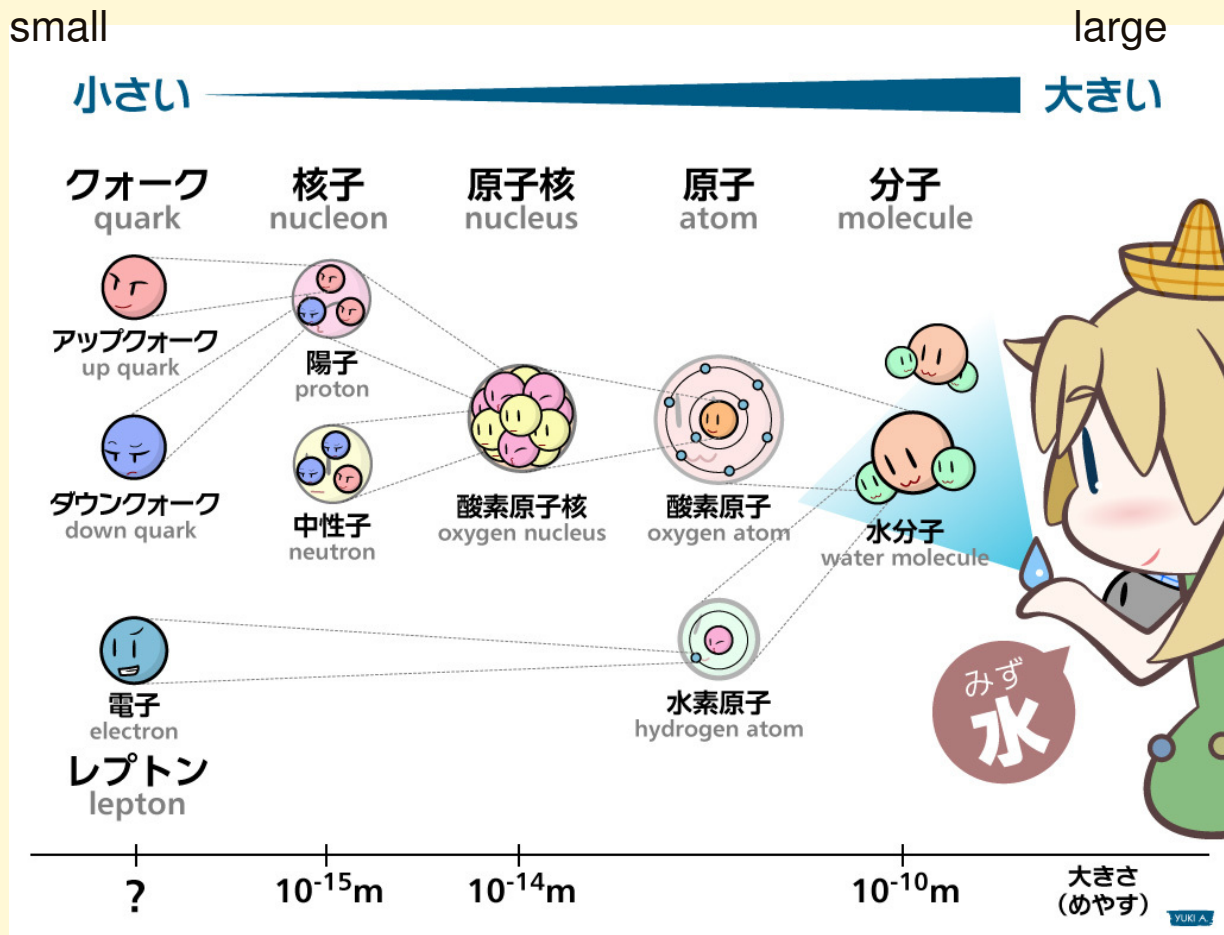 small
large
小さい
大きい
クォーク
quark
核子
nucleon
原子核
nucleus
原子
atom
分子
molecule
アップクォーク
up quark
陽子
proton
ダウンクォーク
down quark
中性子
neutron
酸素原子核
oxygen nucleus
酸素原子
oxygen atom
水分子
water molecule
電子
electron
レプトン
lepton
水素原子
hydrogen atom
みず
水
?
10⁻¹⁵m
10⁻¹⁴m
10⁻¹⁰m
大きさ
（めやす）
YUKI A.